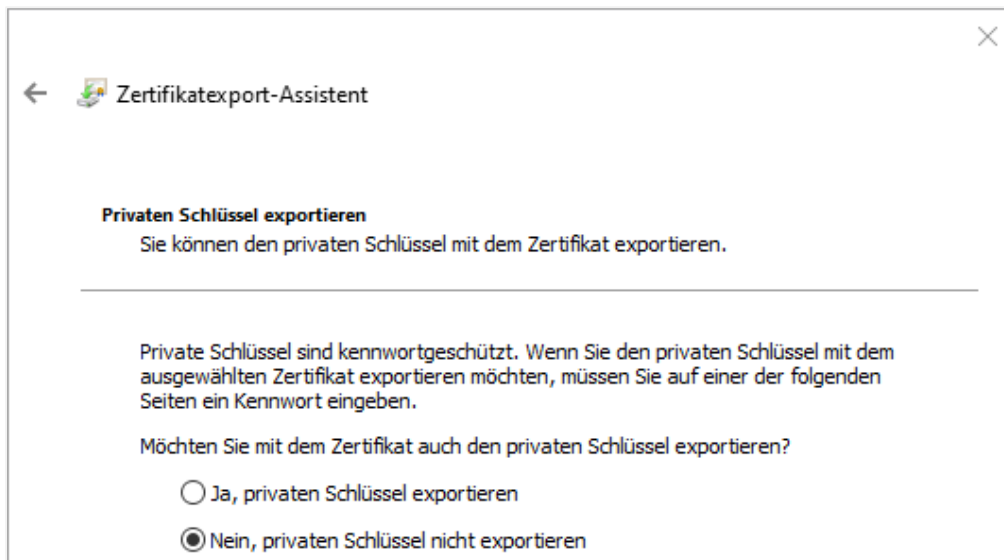 Zertifikatexport-Assistent
Privaten Schlüssel exportieren
Sie können den privaten Schlüssel mit dem Zertifikat exportieren.
Private Schlüssel sind kennwortgeschützt. Wenn Sie den privaten Schlüssel mit dem
ausgewählten Zertifikat exportieren möchten, müssen Sie auf einer der folgenden
Seiten ein Kennwort eingeben.
Möchten Sie mit dem Zertifikat auch den privaten Schlüssel exportieren?
Ja, privaten Schlüssel exportieren
Nein, privaten Schlüssel nicht exportieren